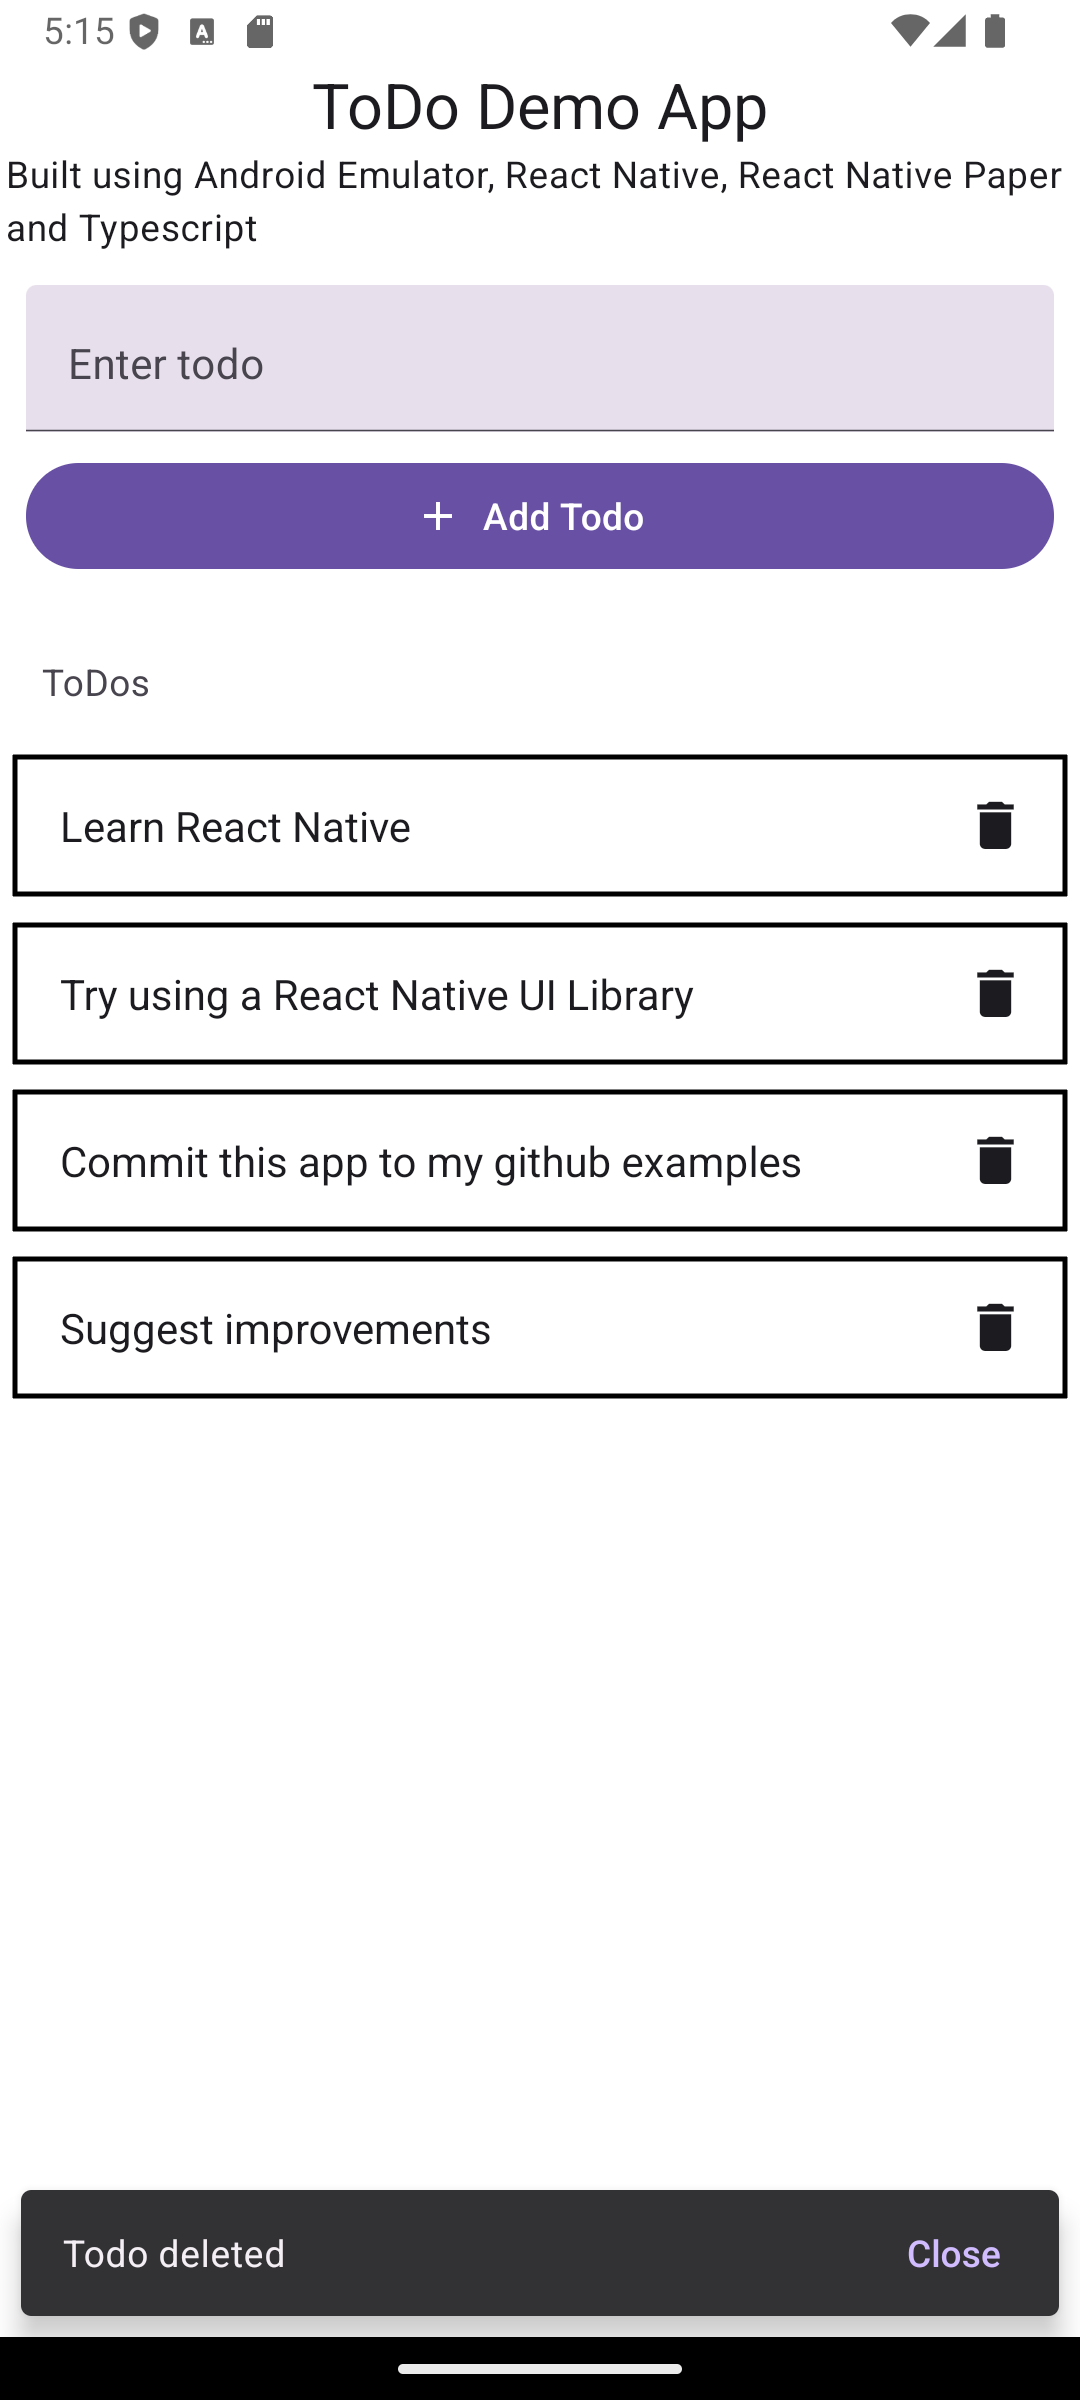 5:15
ToDo Demo App
Built using Android Emulator, React Native, React Native Paper
and Typescript
Enter todo
Add Todo
ToDos
Learn React Native
Try using a React Native UI Library
Commit this app to my github examples
Suggest improvements
Todo deleted Close